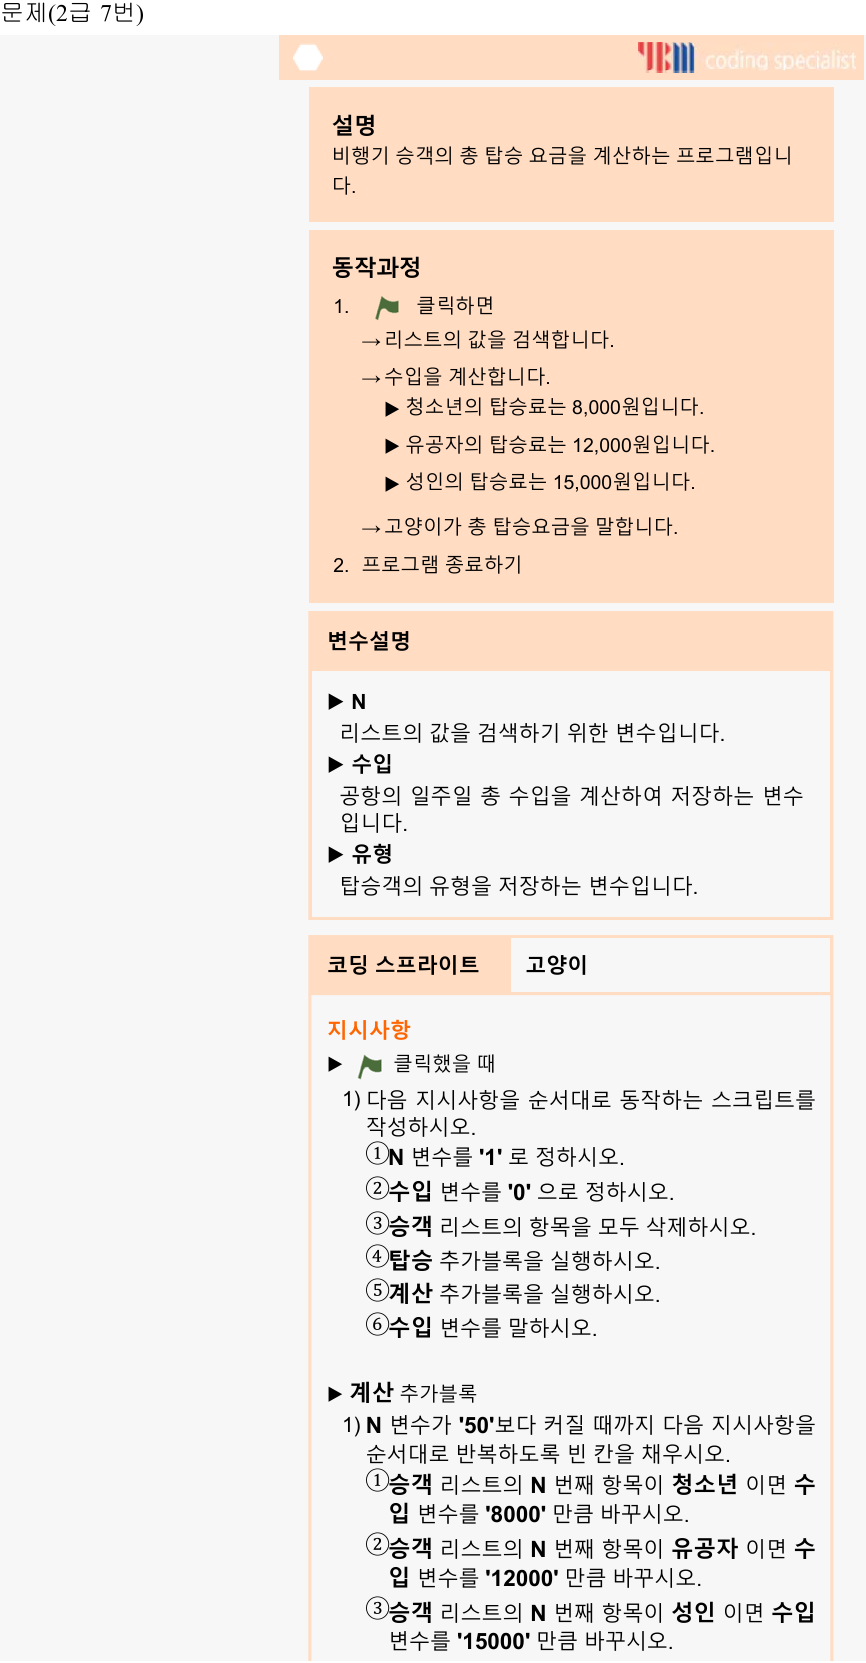 문제(2급 7번)
YBM coding specialist
설명
비행기 승객의 총 탑승 요금을 계산하는 프로그램입니
다.
동작과정
1. 클릭하면
→리스트의 값을 검색합니다.
→수입을 계산합니다.
▶ 청소년의 탑승료는 8,000원입니다.
▶ 유공자의 탑승료는 12,000원입니다.
▶ 성인의 탑승료는 15,000원입니다.
→고양이가 총 탑승요금을 말합니다.
2. 프로그램 종료하기
변수설명
▶ N
리스트의 값을 검색하기 위한 변수입니다.
▶ 수입
공항의 일주일 총 수입을 계산하여 저장하는 변수
입니다.
▶ 유형
탑승객의 유형을 저장하는 변수입니다.
코딩 스프라이트 고양이
지시사항
▶ 클릭했을 때
1) 다음 지시사항을 순서대로 동작하는 스크립트를
작성하시오.
①N 변수를 '1' 로 정하시오.
②수입 변수를 '0' 으로 정하시오.
③승객 리스트의 항목을 모두 삭제하시오.
④탑승 추가블록을 실행하시오.
⑤계산 추가블록을 실행하시오.
⑥수입 변수를 말하시오.
▶ 계산 추가블록
1) N 변수가 '50'보다 커질 때까지 다음 지시사항을
순서대로 반복하도록 빈 칸을 채우시오.
①승객 리스트의 N 번째 항목이 청소년 이면 수
입 변수를 '8000' 만큼 바꾸시오.
②승객 리스트의 N 번째 항목이 유공자 이면 수
입 변수를 '12000' 만큼 바꾸시오.
③승객 리스트의 N 번째 항목이 성인 이면 수입
변수를 '15000' 만큼 바꾸시오.